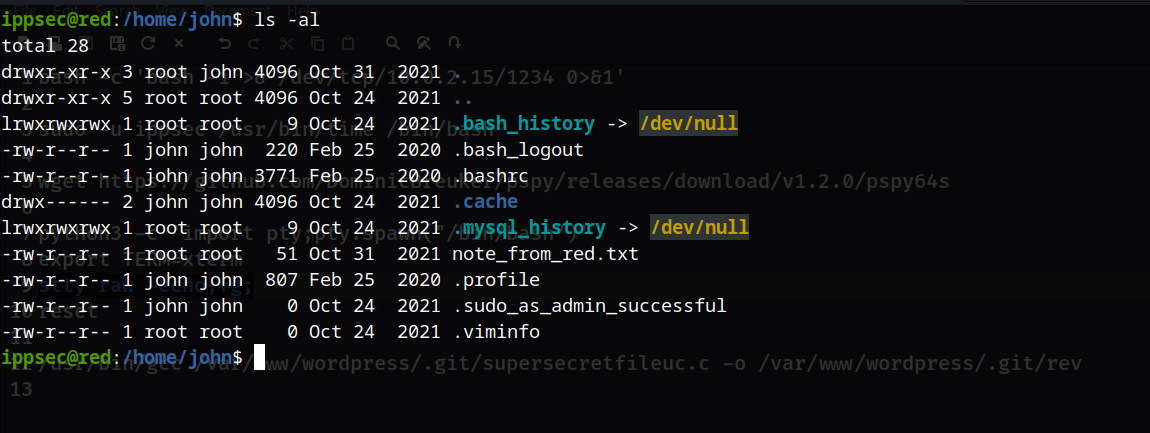 ippsec@red:/home/john$ ls -al
total 28
drwxr-xr-x 3 root john 4096 Oct 31  2021 .
drwxr-xr-x 5 root root 4096 Oct 24  2021 ..
lrwxrwxrwx 1 root root    9 Oct 24  2021 .bash_history -> /dev/null
-rw-r--r-- 1 john john  220 Feb 25  2020 .bash_logout
-rw-r--r-- 1 john john 3771 Feb 25  2020 .bashrc
drwx------ 2 john john 4096 Oct 24  2021 .cache
lrwxrwxrwx 1 root root    9 Oct 24  2021 .mysql_history -> /dev/null
-rw-r--r-- 1 root root   51 Oct 31  2021 note_from_red.txt
-rw-r--r-- 1 john john  807 Feb 25  2020 .profile
-rw-r--r-- 1 john john    0 Oct 24  2021 .sudo_as_admin_successful
-rw-r--r-- 1 root root    0 Oct 24  2021 .viminfo
ippsec@red:/home/john$
/www/wordpress/.git/supersecretfileuc.c -o /var/www/wordpress/.git/rev
13